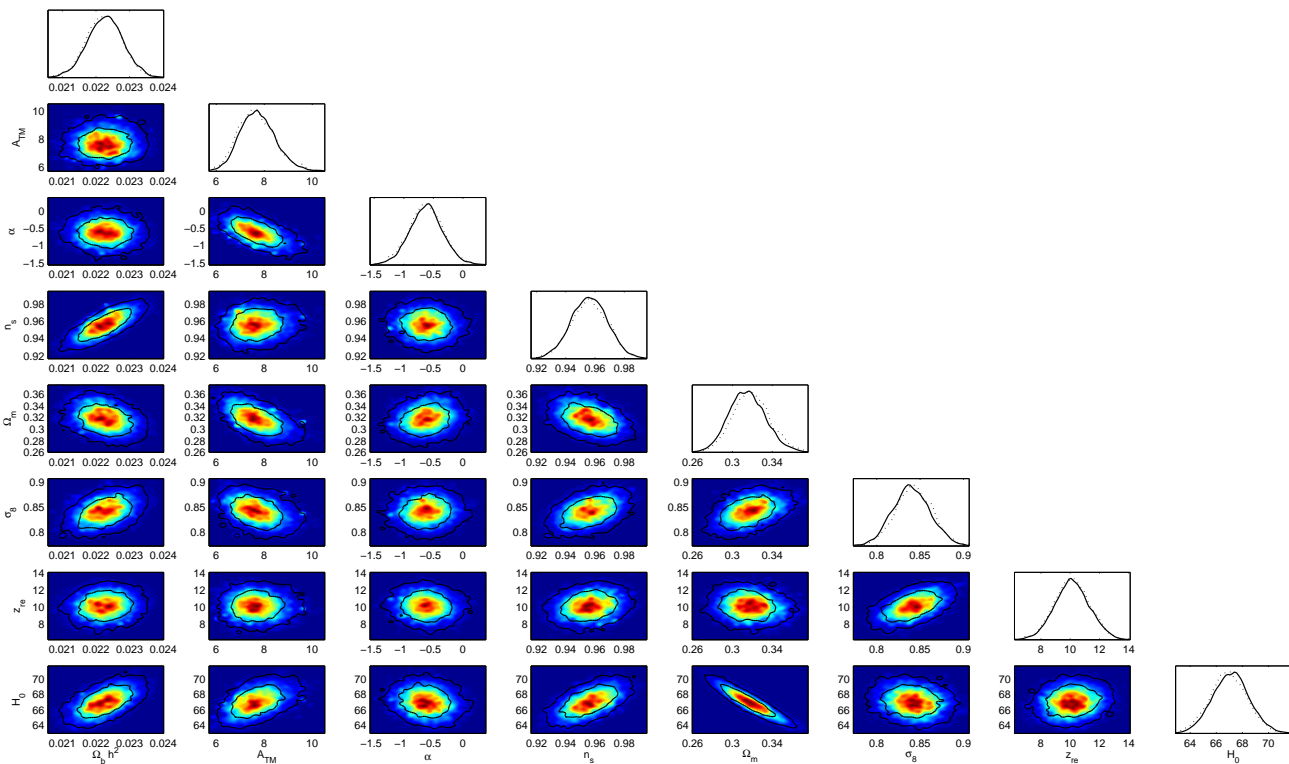 0.021 0.022 0.023 0.024
A_TM 10 8 6
0.021 0.022 0.023 0.024 6 8 10
α 0 −0.5 −1 −1.5
0.021 0.022 0.023 0.024 6 8 10 −1.5 −1 −0.5 0
n_s 0.98 0.96 0.94 0.92
0.021 0.022 0.023 0.024 6 8 10 −1.5 −1 −0.5 0 0.92 0.94 0.96 0.98
Ω_m 0.36 0.34 0.32 0.3 0.28 0.26
0.021 0.022 0.023 0.024 6 8 10 −1.5 −1 −0.5 0 0.92 0.94 0.96 0.98 0.26 0.3 0.34
σ_8 0.9 0.85 0.8
0.021 0.022 0.023 0.024 6 8 10 −1.5 −1 −0.5 0 0.92 0.94 0.96 0.98 0.26 0.3 0.34 0.8 0.85 0.9
z_re 14 12 10 8
0.021 0.022 0.023 0.024 6 8 10 −1.5 −1 −0.5 0 0.92 0.94 0.96 0.98 0.26 0.3 0.34 0.8 0.85 0.9 8 10 12 14
H_0 70 68 66 64
0.021 0.022 0.023 0.024 6 8 10 −1.5 −1 −0.5 0 0.92 0.94 0.96 0.98 0.26 0.3 0.34 0.8 0.85 0.9 8 10 12 14 64 66 68 70
Ω_b h² A_TM α n_s Ω_m σ_8 z_re H_0